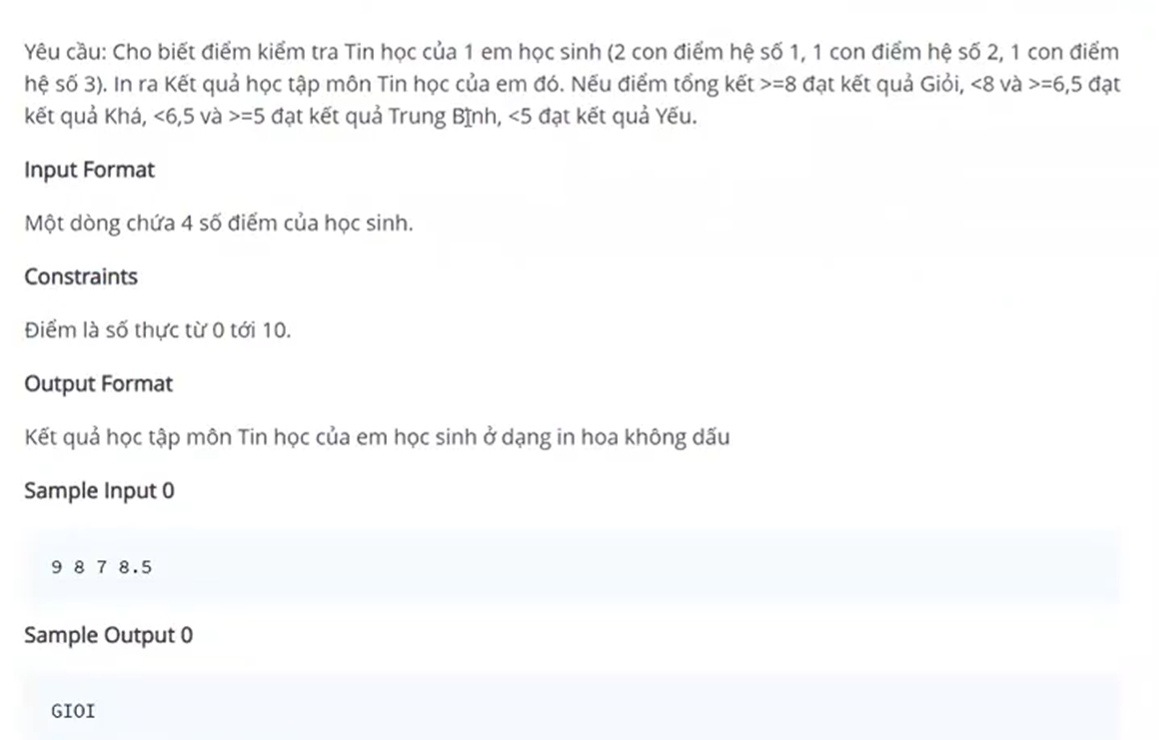 Yêu cầu: Cho biết điểm kiểm tra Tin học của 1 em học sinh (2 con điểm hệ số 1, 1 con điểm hệ số 2, 1 con điểm
hệ số 3). In ra Kết quả học tập môn Tin học của em đó. Nếu điểm tổng kết >=8 đạt kết quả Giỏi, <8 và >=6,5 đạt
kết quả Khá, <6,5 và >=5 đạt kết quả Trung Bình, <5 đạt kết quả Yếu.
Input Format
Một dòng chứa 4 số điểm của học sinh.
Constraints
Điểm là số thực từ 0 tới 10.
Output Format
Kết quả học tập môn Tin học của em học sinh ở dạng in hoa không dấu
Sample Input 0
9 8 7 8.5
Sample Output 0
GIOI